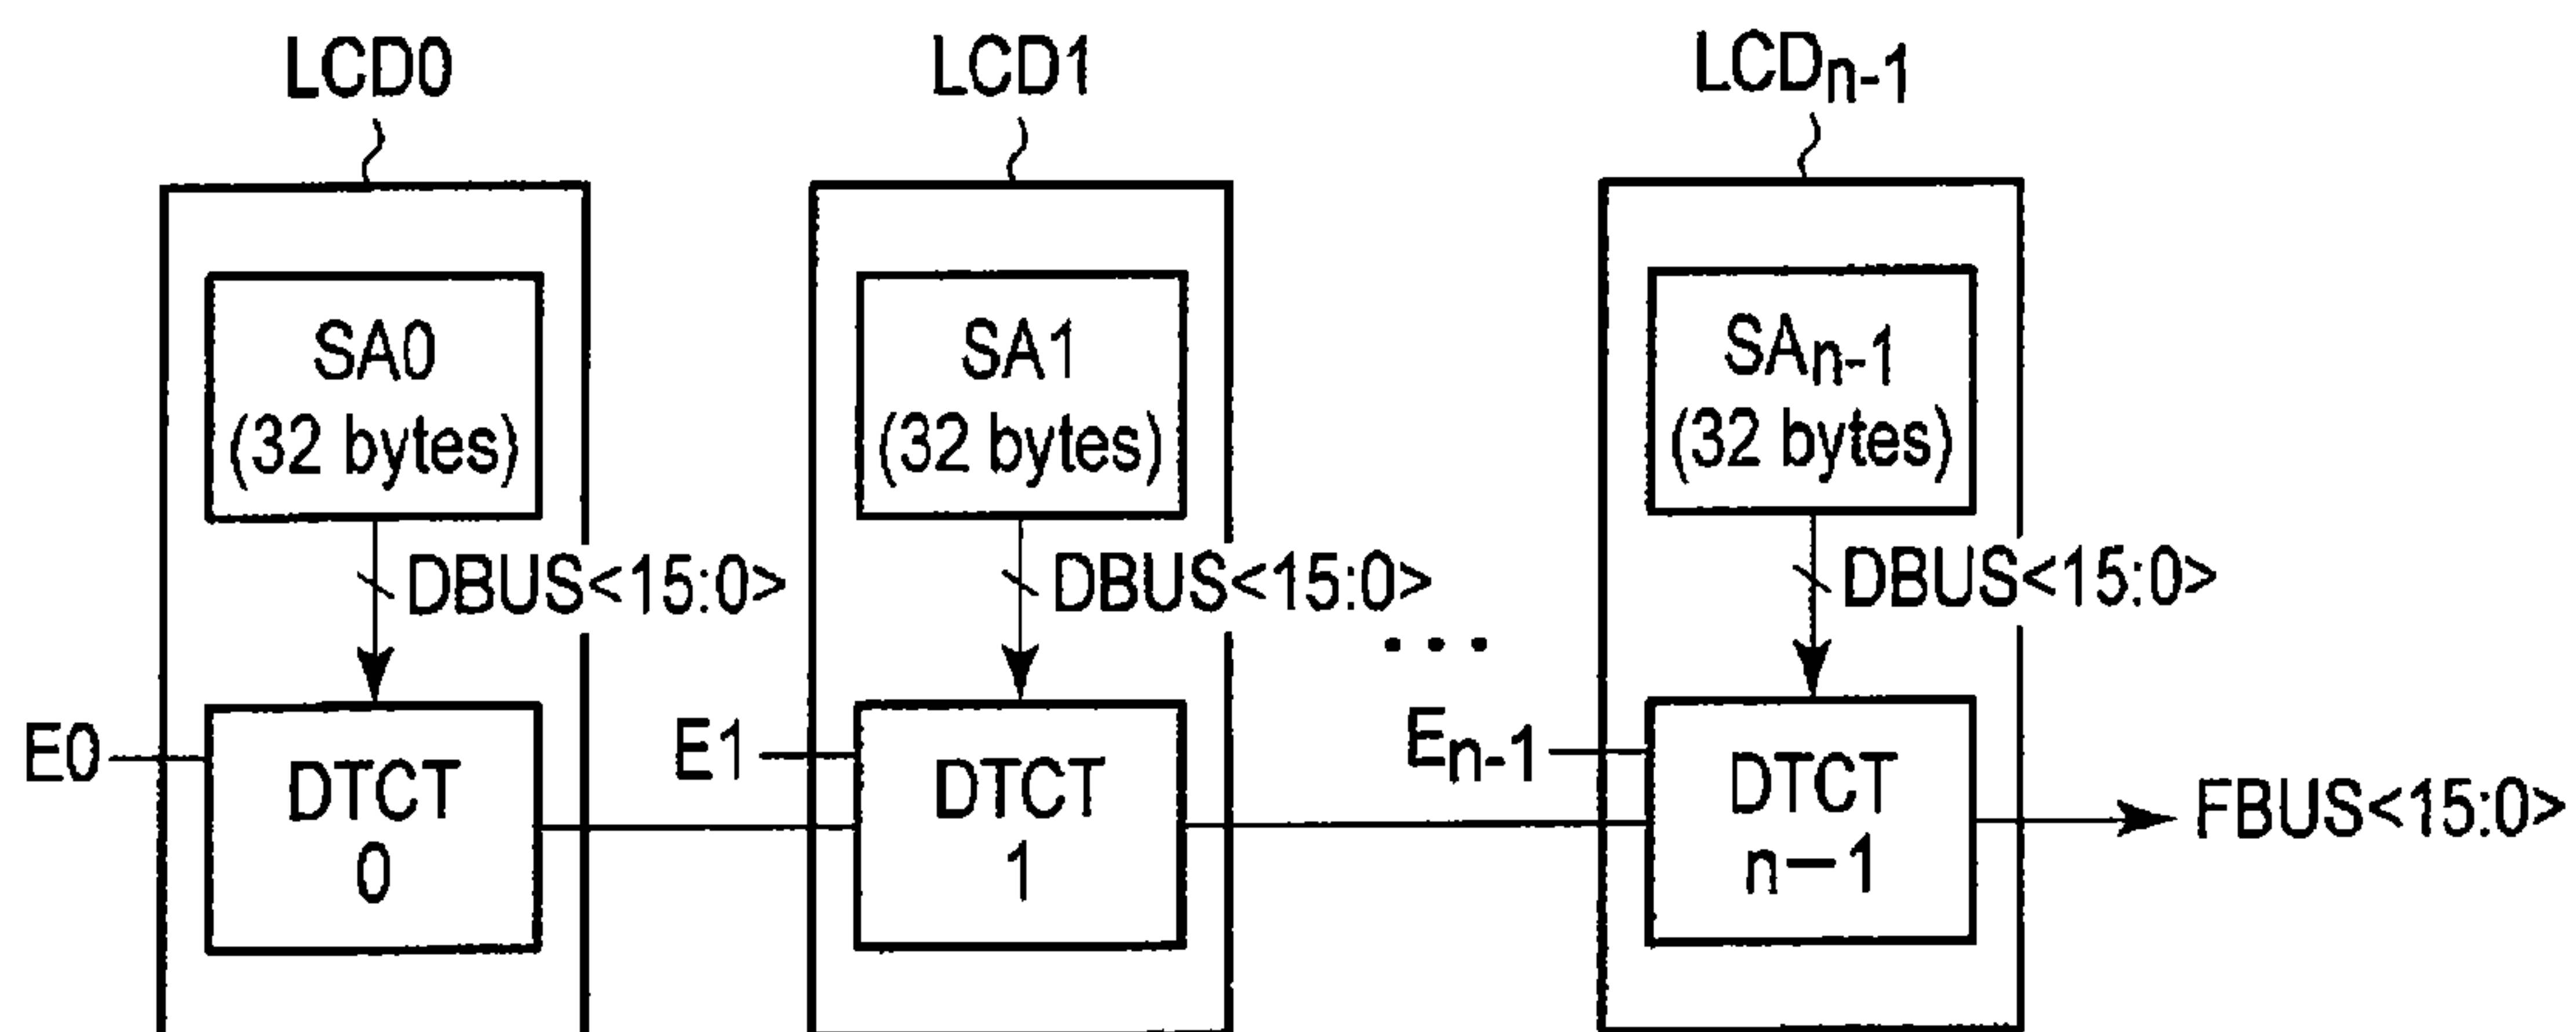 LCD0
LCD1
LCDn-1
SA0
(32 bytes)
SA1
(32 bytes)
SAn-1
(32 bytes)
DBUS<15:0>
DBUS<15:0>
DBUS<15:0>
...
E0
DTCT
0
E1
DTCT
1
En-1
DTCT
n-1
FBUS<15:0>